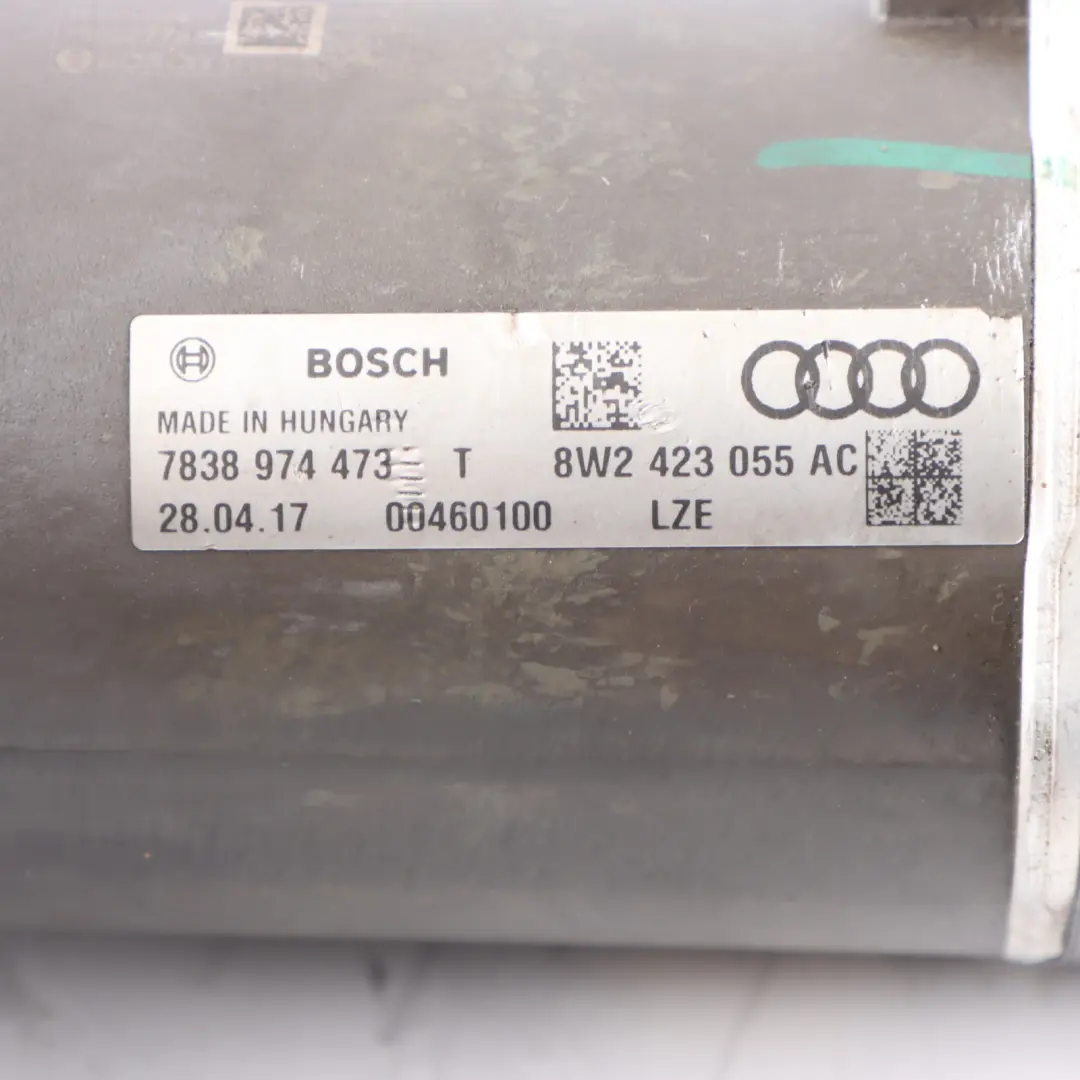 BOSCH
MADE IN HUNGARY
7838 974 473 T 8W2 423 055 AC
28.04.17 00460100 LZE